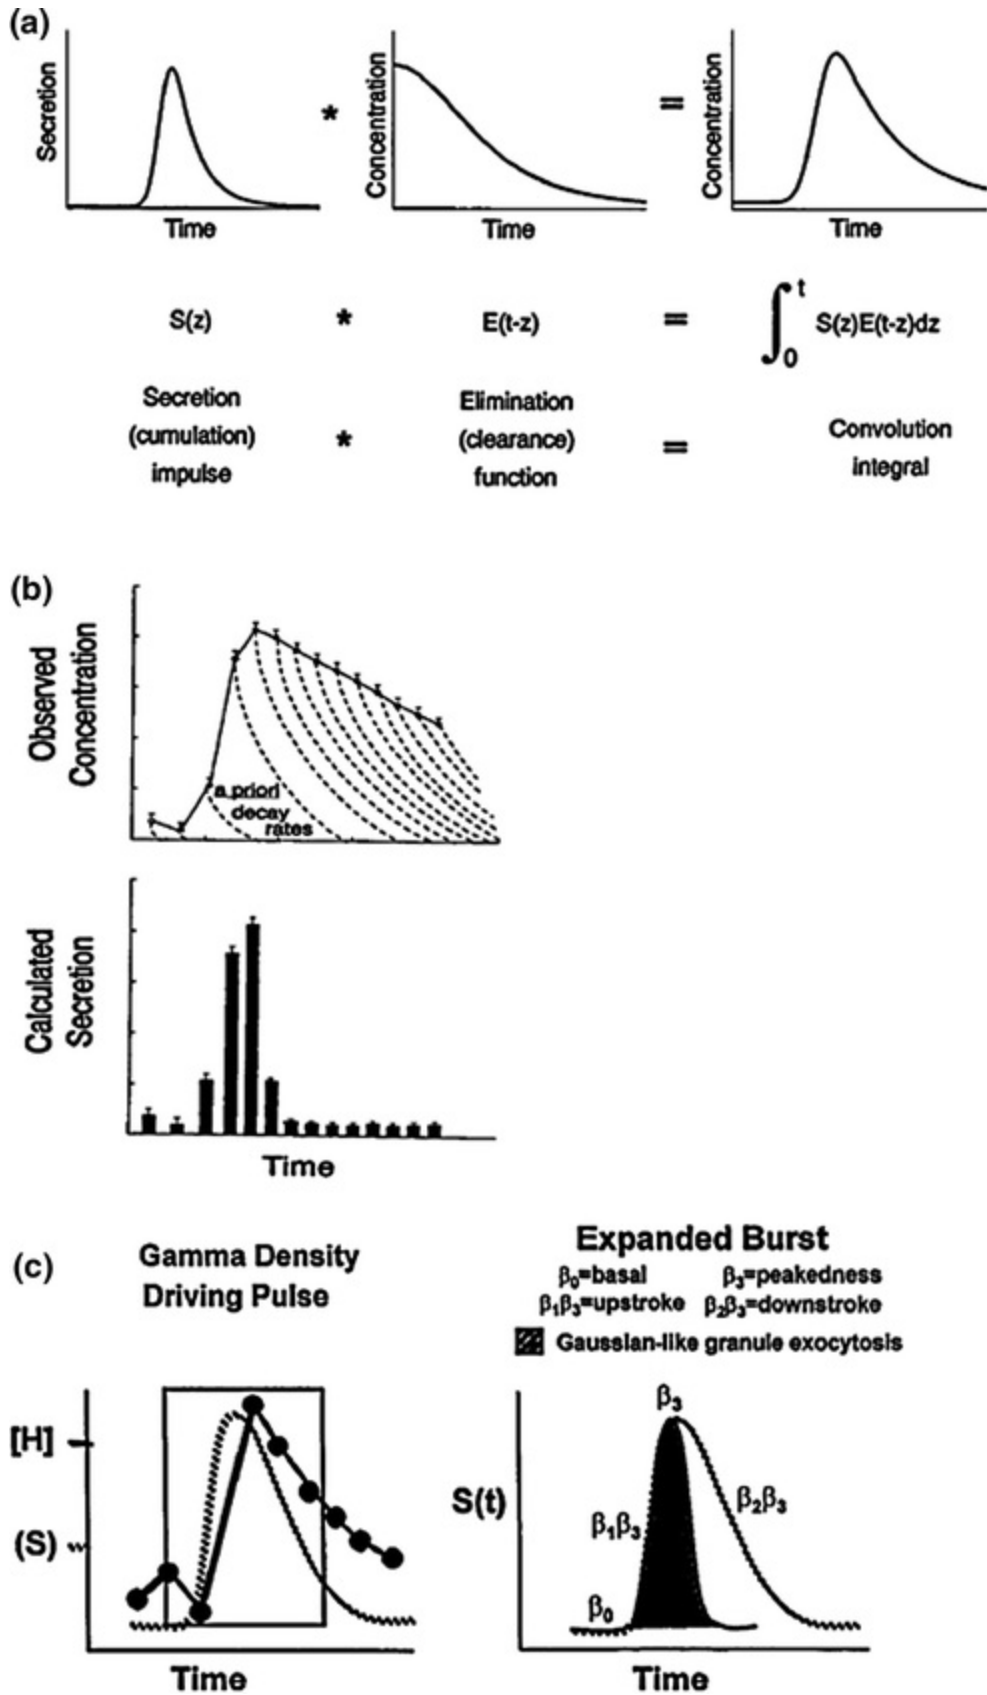 (a)
Secretion
Time
*
Concentration
Time
=
Concentration
Time
S(z) * E(t-z) = ∫₀ᵗ S(z)E(t-z)dz
Secretion
(cumulation)
impulse
*
Elimination
(clearance)
function
=
Convolution
integral
(b)
Observed
Concentration
a priori
decay
rates
Calculated
Secretion
Time
(c)
Gamma Density
Driving Pulse
[H]
(S)
Time
Expanded Burst
β₀=basal β₃=peakedness
β₁β₃=upstroke β₂β₃=downstroke
Gaussian-like granule exocytosis
S(t)
β₃
β₁β₃
β₂β₃
β₀
Time